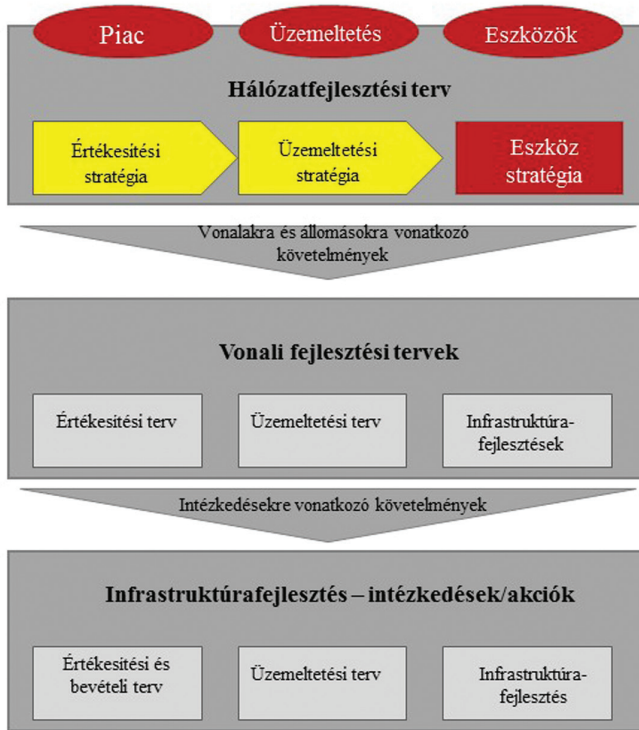 Piac
Üzemeltetés
Eszközök
Hálózatfejlesztési terv
Értékesítési
stratégia
Üzemeltetési
stratégia
Eszköz
stratégia
Vonalakra és állomásokra vonatkozó
követelmények
Vonali fejlesztési tervek
Értékesítési terv
Üzemeltetési terv
Infrastruktúra-
fejlesztések
Intézkedésekre vonatkozó követelmények
Infrastruktúrafejlesztés – intézkedések/akciók
Értékesítési és
bevételi terv
Üzemeltetési terv
Infrastruktúra-
fejlesztés